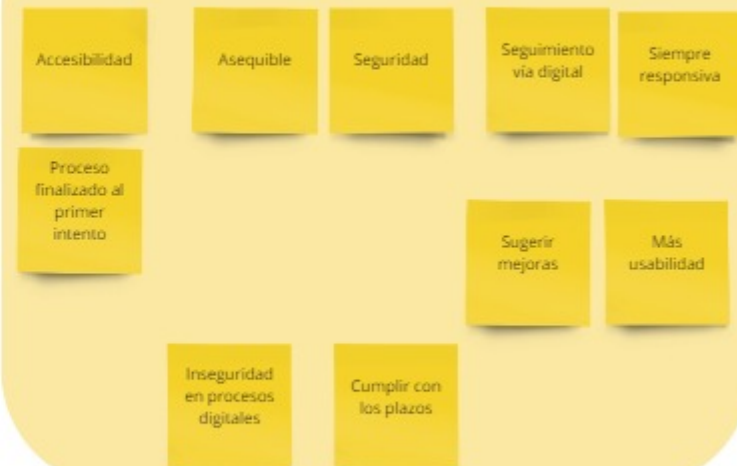 Accesibilidad
Asequible
Seguridad
Seguimiento
vía digital
Siempre
responsiva
Proceso
finalizado al
primer
intento
Sugerir
mejoras
Más
usabilidad
Inseguridad
en procesos
digitales
Cumplir con
los plazos